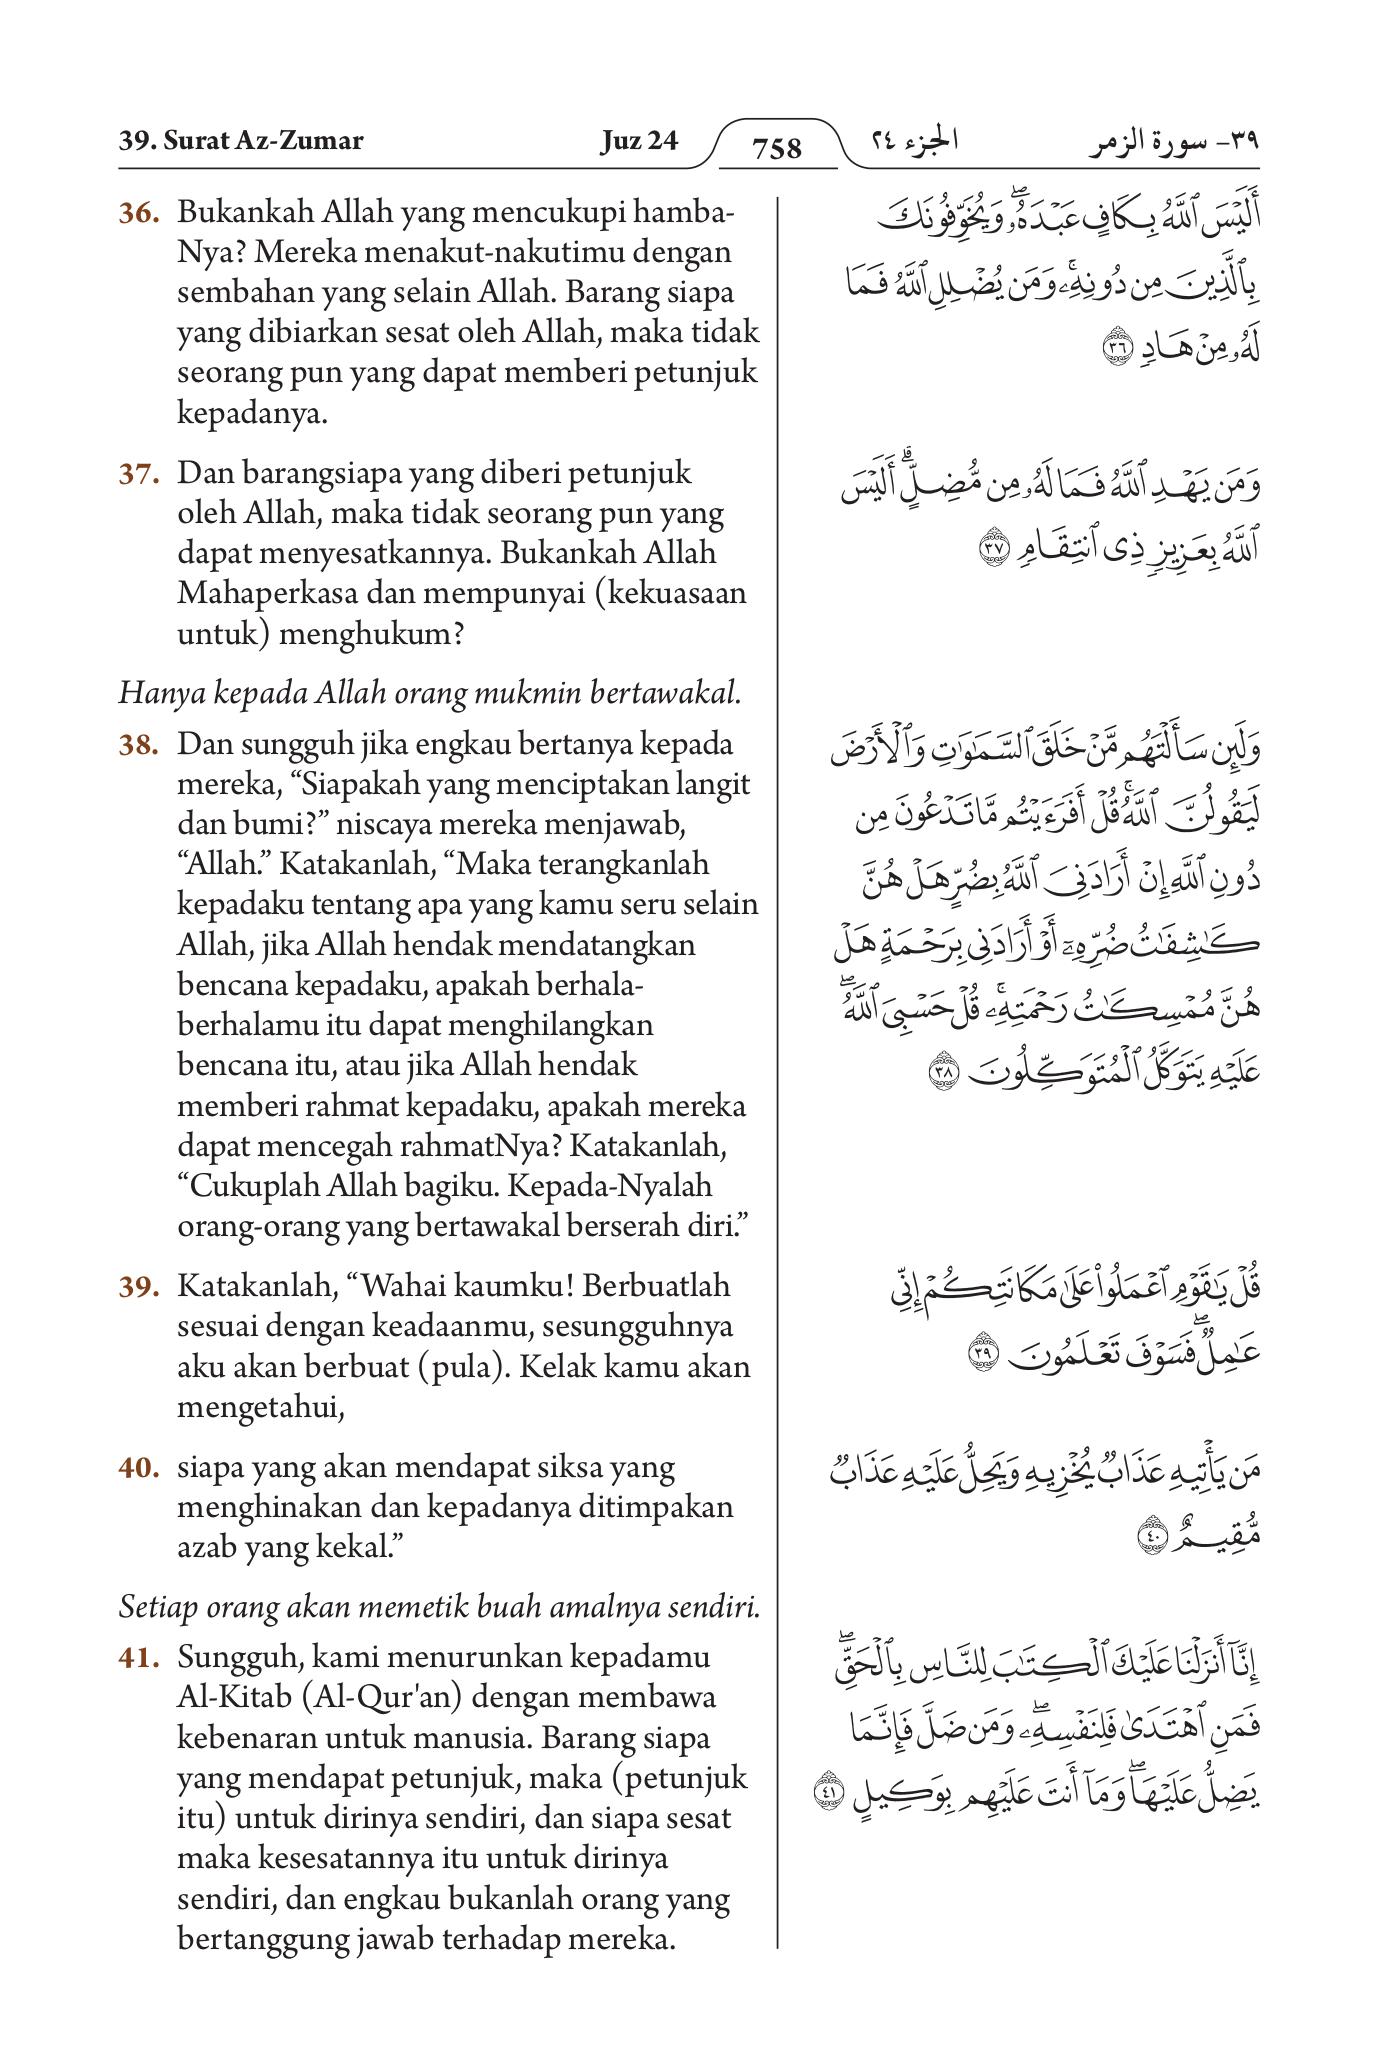 39. Surat Az-Zumar
Juz 24
758
الجزء ٢٤
٣٩- سورة الزمر
36. Bukankah Allah yang mencukupi hamba-
Nya? Mereka menakut-nakutimu dengan
sembahan yang selain Allah. Barang siapa
yang dibiarkan sesat oleh Allah, maka tidak
seorang pun yang dapat memberi petunjuk
kepadanya.
37. Dan barangsiapa yang diberi petunjuk
oleh Allah, maka tidak seorang pun yang
dapat menyesatkannya. Bukankah Allah
Mahaperkasa dan mempunyai (kekuasaan
untuk) menghukum?
Hanya kepada Allah orang mukmin bertawakal.
38. Dan sungguh jika engkau bertanya kepada
mereka, “Siapakah yang menciptakan langit
dan bumi?” niscaya mereka menjawab,
“Allah.” Katakanlah, “Maka terangkanlah
kepadaku tentang apa yang kamu seru selain
Allah, jika Allah hendak mendatangkan
bencana kepadaku, apakah berhala-
berhalamu itu dapat menghilangkan
bencana itu, atau jika Allah hendak
memberi rahmat kepadaku, apakah mereka
dapat mencegah rahmatNya? Katakanlah,
“Cukuplah Allah bagiku. Kepada-Nyalah
orang-orang yang bertawakal berserah diri.”
39. Katakanlah, “Wahai kaumku! Berbuatlah
sesuai dengan keadaanmu, sesungguhnya
aku akan berbuat (pula). Kelak kamu akan
mengetahui,
40. siapa yang akan mendapat siksa yang
menghinakan dan kepadanya ditimpakan
azab yang kekal.”
Setiap orang akan memetik buah amalnya sendiri.
41. Sungguh, kami menurunkan kepadamu
Al-Kitab (Al-Qur'an) dengan membawa
kebenaran untuk manusia. Barang siapa
yang mendapat petunjuk, maka (petunjuk
itu) untuk dirinya sendiri, dan siapa sesat
maka kesesatannya itu untuk dirinya
sendiri, dan engkau bukanlah orang yang
bertanggung jawab terhadap mereka.
أَلَيْسَ ٱللَّهُ بِكَافٍ عَبْدَهُۥۖ وَيُخَوِّفُونَكَ
بِٱلَّذِينَ مِن دُونِهِۦۚ وَمَن يُضْلِلِ ٱللَّهُ فَمَا
لَهُۥ مِنْ هَادٍ ٣٦
وَمَن يَهْدِ ٱللَّهُ فَمَا لَهُۥ مِن مُّضِلٍّۗ أَلَيْسَ
ٱللَّهُ بِعَزِيزٍ ذِى ٱنتِقَامٍ ٣٧
وَلَئِن سَأَلْتَهُم مَّنْ خَلَقَ ٱلسَّمَٰوَٰتِ وَٱلْأَرْضَ
لَيَقُولُنَّ ٱللَّهُۚ قُلْ أَفَرَءَيْتُم مَّا تَدْعُونَ مِن
دُونِ ٱللَّهِ إِنْ أَرَادَنِىَ ٱللَّهُ بِضُرٍّ هَلْ هُنَّ
كَٰشِفَٰتُ ضُرِّهِۦٓ أَوْ أَرَادَنِى بِرَحْمَةٍ هَلْ
هُنَّ مُمْسِكَٰتُ رَحْمَتِهِۦۚ قُلْ حَسْبِىَ ٱللَّهُۖ
عَلَيْهِ يَتَوَكَّلُ ٱلْمُتَوَكِّلُونَ ٣٨
قُلْ يَٰقَوْمِ ٱعْمَلُوا۟ عَلَىٰ مَكَانَتِكُمْ إِنِّى
عَٰمِلٌۖ فَسَوْفَ تَعْلَمُونَ ٣٩
مَن يَأْتِيهِ عَذَابٌ يُخْزِيهِ وَيَحِلُّ عَلَيْهِ عَذَابٌ
مُّقِيمٌ ٤٠
إِنَّآ أَنزَلْنَا عَلَيْكَ ٱلْكِتَٰبَ لِلنَّاسِ بِٱلْحَقِّۖ
فَمَنِ ٱهْتَدَىٰ فَلِنَفْسِهِۦۖ وَمَن ضَلَّ فَإِنَّمَا
يَضِلُّ عَلَيْهَاۖ وَمَآ أَنتَ عَلَيْهِم بِوَكِيلٍ ٤١